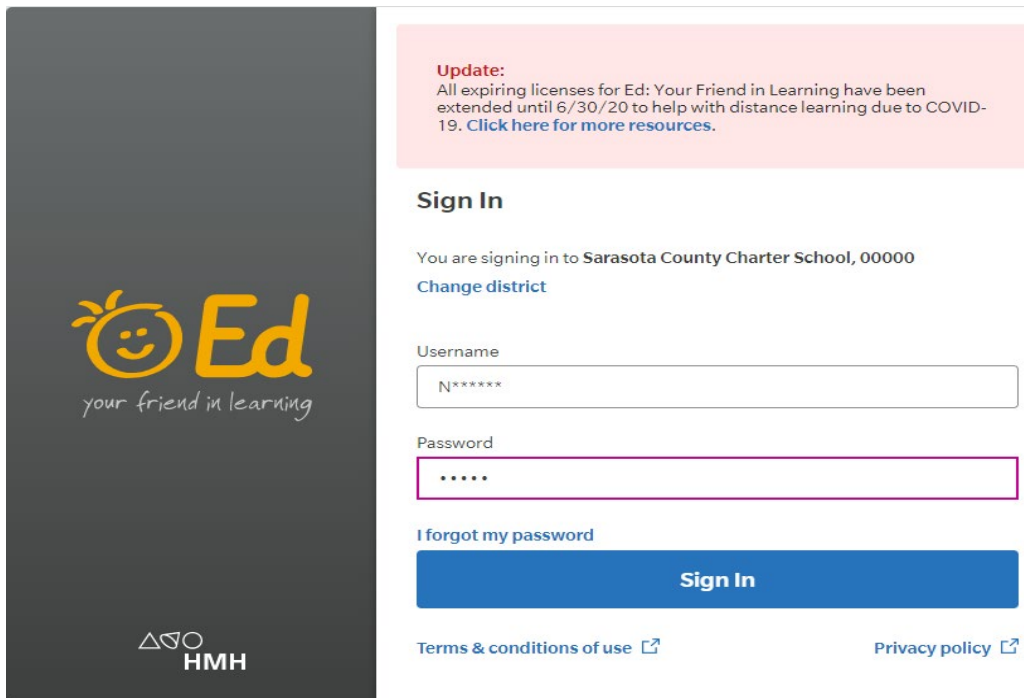 Update:
All expiring licenses for Ed: Your Friend in Learning have been
extended until 6/30/20 to help with distance learning due to COVID-
19. Click here for more resources.
Sign In
You are signing in to Sarasota County Charter School, 00000
Change district
Username
N******
Password
•••••
I forgot my password
Sign In
Terms & conditions of use
Privacy policy
Ed
your friend in learning
HMH